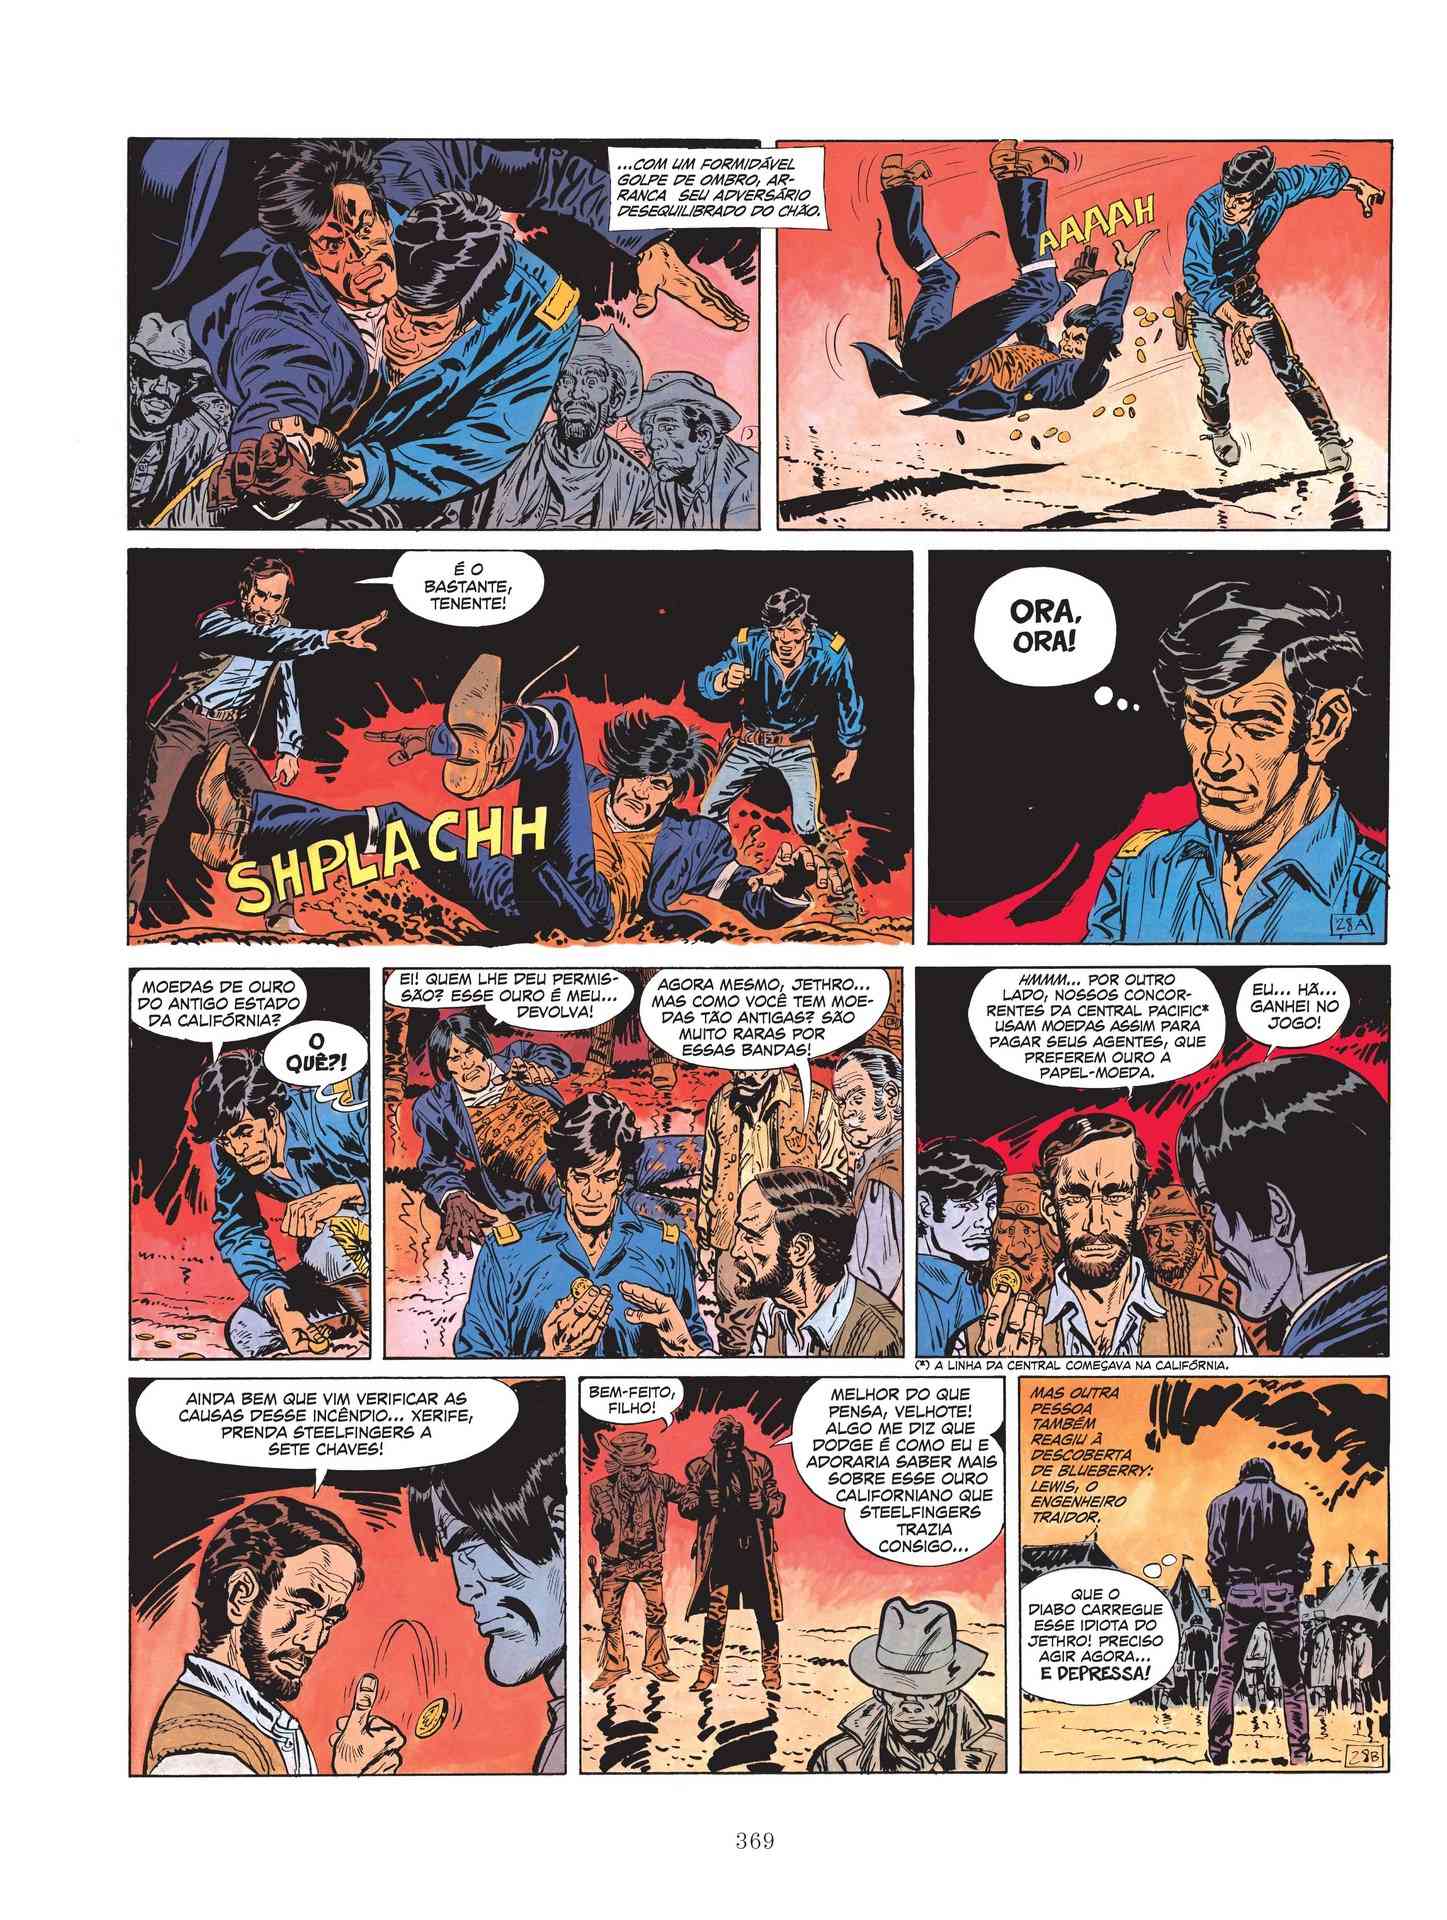 ...COM UM FORMIDÁVEL
GOLPE DE OMBRO, AR-
RANCA SEU ADVERSÁRIO
DESEQUILIBRADO DO CHÃO.
AAAAH
É O
BASTANTE,
TENENTE!
SHPLACHH
ORA,
ORA!
28A
MOEDAS DE OURO
DO ANTIGO ESTADO
DA CALIFÓRNIA?
O
QUÊ?!
EI! QUEM LHE DEU PERMIS-
SÃO? ESSE OURO É MEU...
DEVOLVA!
AGORA MESMO, JETHRO...
MAS COMO VOCÊ TEM MOE-
DAS TÃO ANTIGAS? SÃO
MUITO RARAS POR
ESSAS BANDAS!
HMMM... POR OUTRO
LADO, NOSSOS CONCOR-
RENTES DA CENTRAL PACIFIC*
USAM MOEDAS ASSIM PARA
PAGAR SEUS AGENTES, QUE
PREFEREM OURO A
PAPEL-MOEDA.
EU... HÃ...
GANHEI NO
JOGO!
(*) A LINHA DA CENTRAL COMEÇAVA NA CALIFÓRNIA.
AINDA BEM QUE VIM VERIFICAR AS
CAUSAS DESSE INCÊNDIO... XERIFE,
PRENDA STEELFINGERS A
SETE CHAVES!
BEM-FEITO,
FILHO!
MELHOR DO QUE
PENSA, VELHOTE!
ALGO ME DIZ QUE
DODGE É COMO EU E
ADORARIA SABER MAIS
SOBRE ESSE OURO
CALIFORNIANO QUE
STEELFINGERS
TRAZIA
CONSIGO...
MAS OUTRA
PESSOA
TAMBÉM
REAGIU À
DESCOBERTA
DE BLUEBERRY:
LEWIS, O
ENGENHEIRO
TRAIDOR.
QUE O
DIABO CARREGUE
ESSE IDIOTA DO
JETHRO! PRECISO
AGIR AGORA...
E DEPRESSA!
28B
369